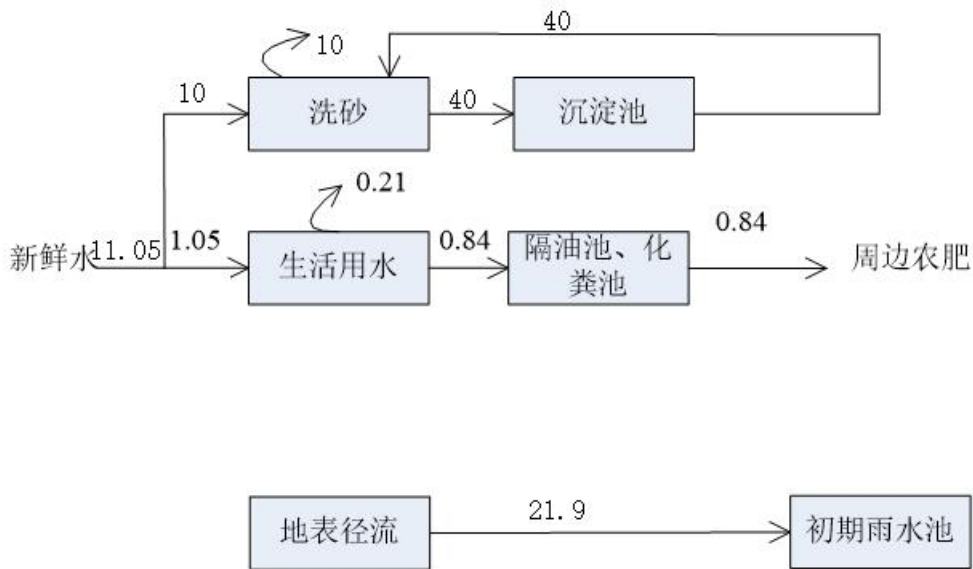 40
10
10
洗砂
40
沉淀池
0.21
新鲜水
11.05
1.05
生活用水
0.84
隔油池、化
粪池
0.84
周边农肥
地表径流
21.9
初期雨水池